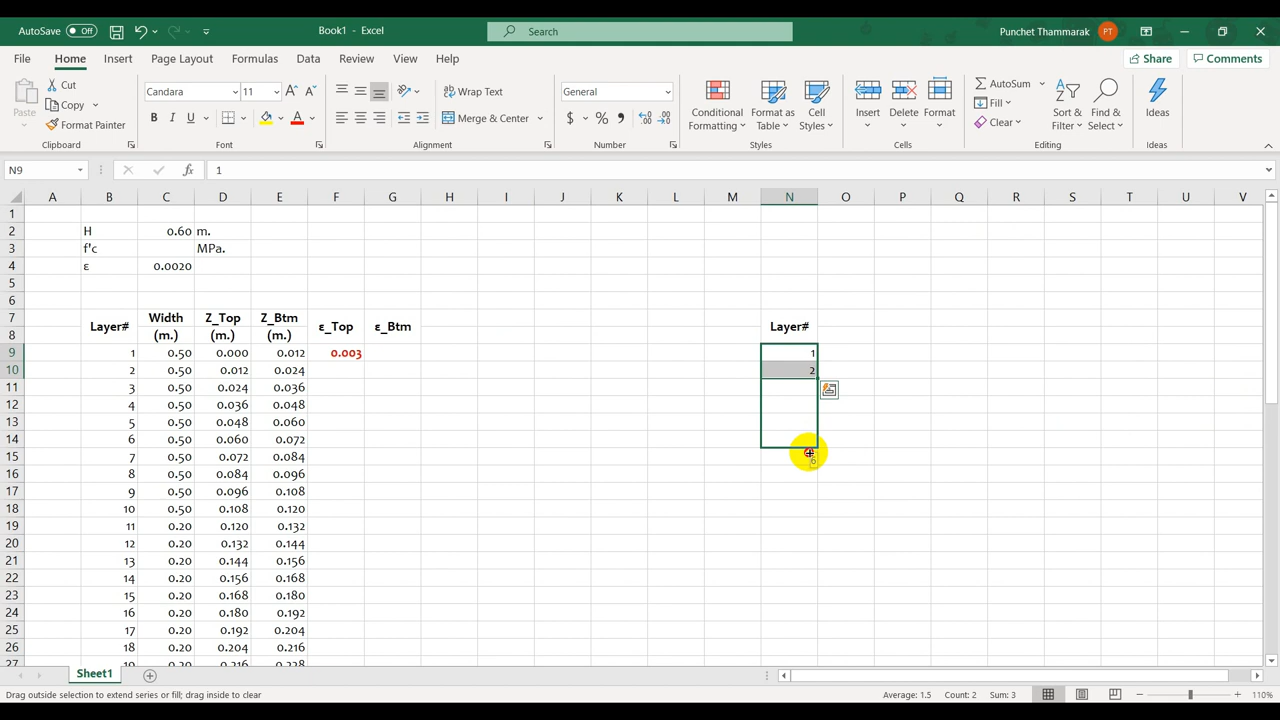 AutoSave Off Book1 - Excel Search Punchet Thammarak PT
File Home Insert Page Layout Formulas Data Review View Help Share Comments
Paste Cut Copy Format Painter Clipboard
Candara 11 A A B I U A Font
Wrap Text Merge & Center Alignment
General $ % , Number
Conditional Formatting Format as Table Cell Styles Styles
Insert Delete Format Cells
AutoSum Fill Clear Sort & Filter Find & Select Editing
Ideas Ideas
N9 fx 1
A B C D E F G H I J K L M N O P Q R S T U V
1
2 H 0.60 m.
3 f'c MPa.
4 ε 0.0020
5
6
7 Layer# Width Z_Top Z_Btm ε_Top ε_Btm Layer#
8 (m.) (m.) (m.)
9 1 0.50 0.000 0.012 0.003 1
10 2 0.50 0.012 0.024 2
11 3 0.50 0.024 0.036
12 4 0.50 0.036 0.048
13 5 0.50 0.048 0.060
14 6 0.50 0.060 0.072
15 7 0.50 0.072 0.084
16 8 0.50 0.084 0.096
17 9 0.50 0.096 0.108
18 10 0.50 0.108 0.120
19 11 0.20 0.120 0.132
20 12 0.20 0.132 0.144
21 13 0.20 0.144 0.156
22 14 0.20 0.156 0.168
23 15 0.20 0.168 0.180
24 16 0.20 0.180 0.192
25 17 0.20 0.192 0.204
26 18 0.20 0.204 0.216
27 19 0.20 0.216 0.228
Sheet1
Drag outside selection to extend series or fill; drag inside to clear Average: 1.5 Count: 2 Sum: 3 110%